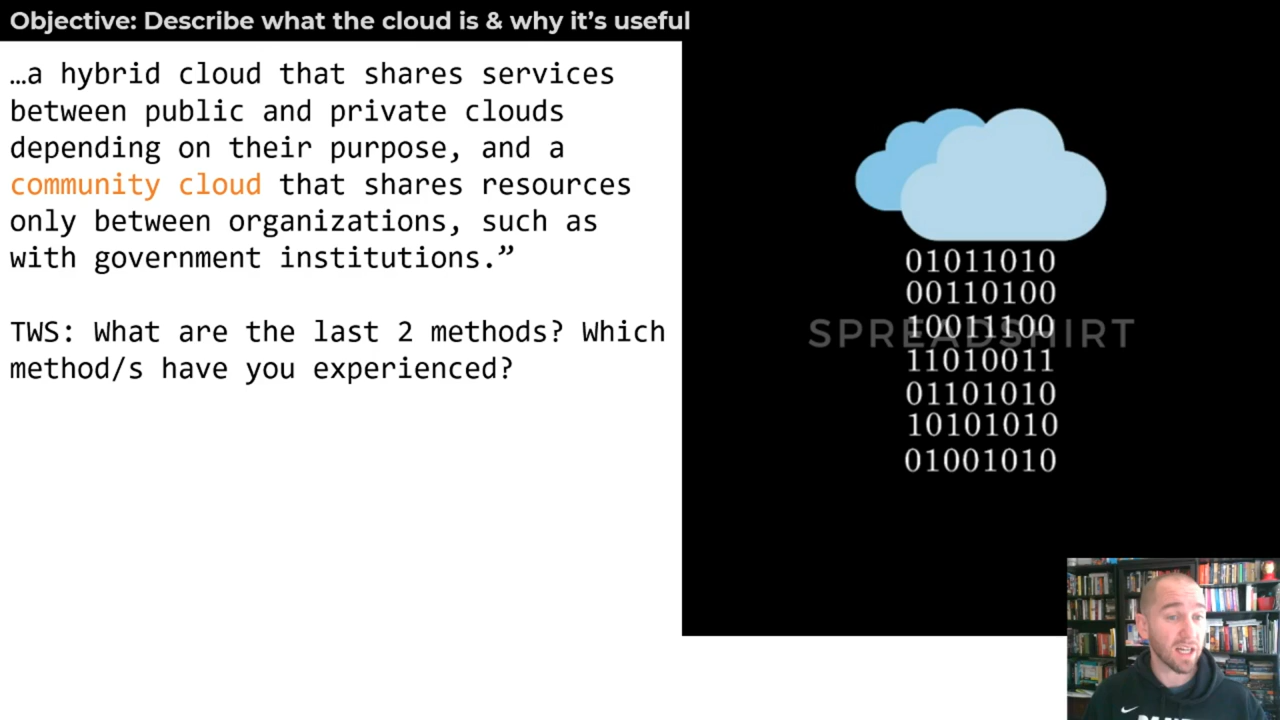 Objective: Describe what the cloud is & why it’s useful
…a hybrid cloud that shares services
between public and private clouds
depending on their purpose, and a
community cloud that shares resources
only between organizations, such as
with government institutions.”
TWS: What are the last 2 methods? Which
method/s have you experienced?
01011010
00110100
10011100
SPREADSHIRT
11010011
01101010
10101010
01001010